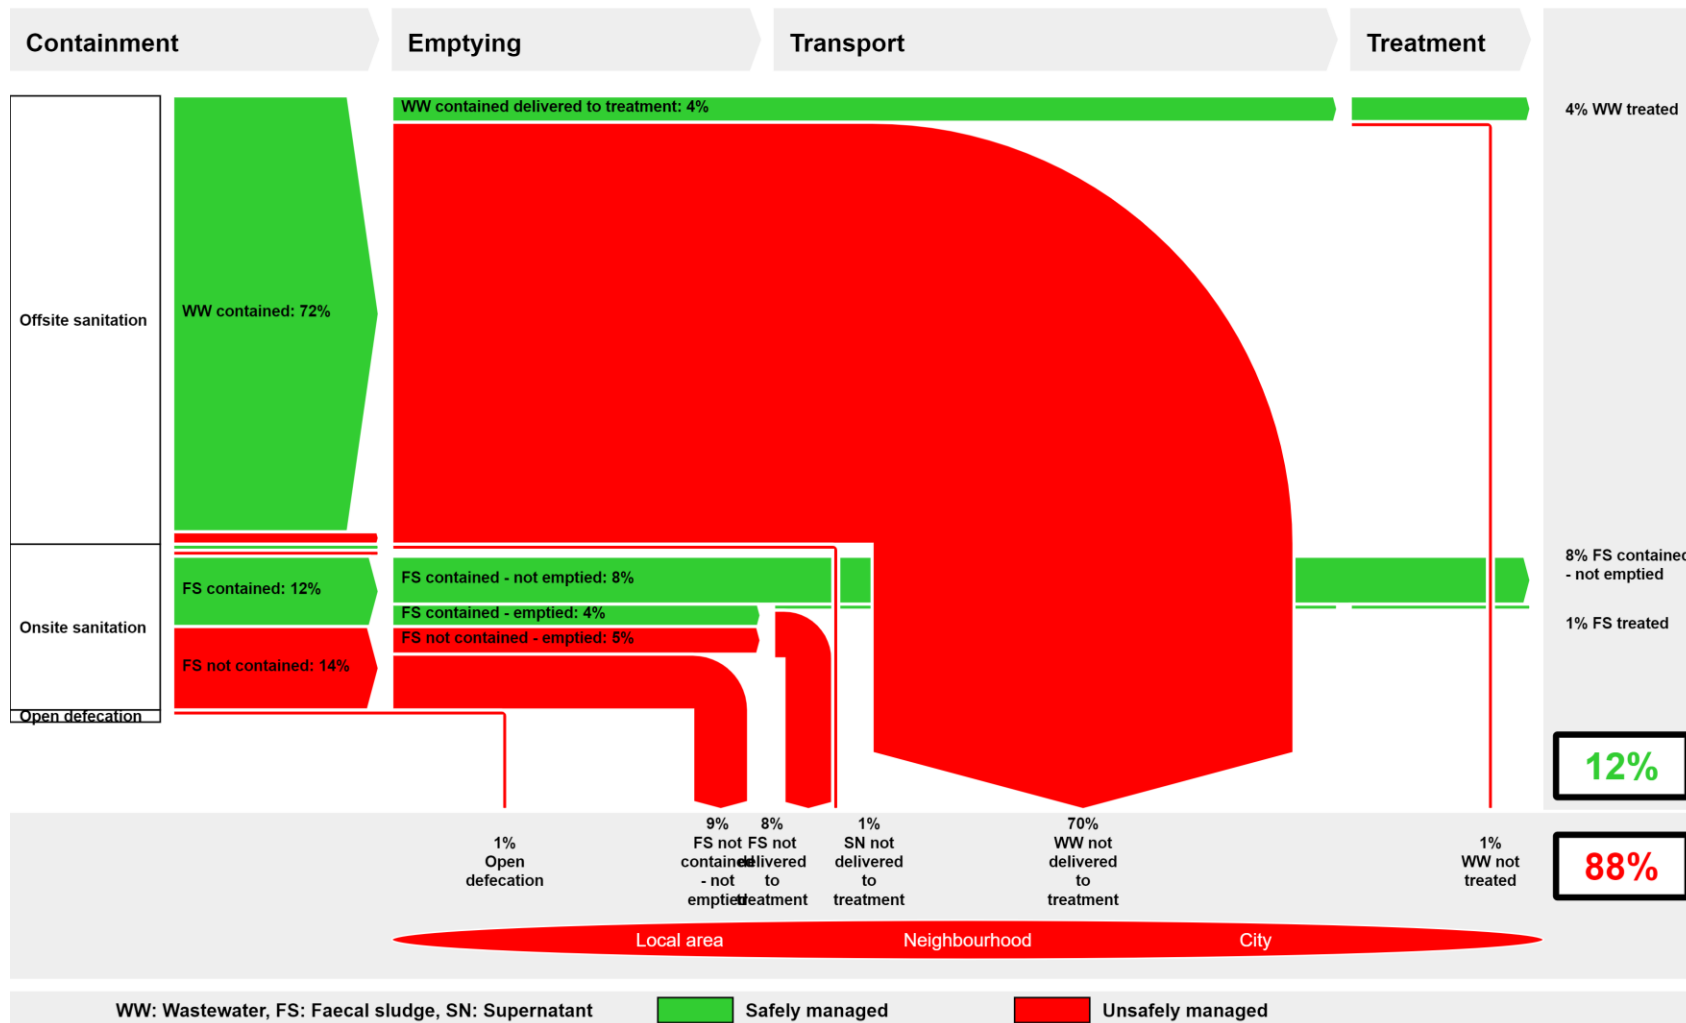 Containment
Emptying
Transport
Treatment
Offsite sanitation
Onsite sanitation
Open defecation
WW contained: 72%
FS contained: 12%
FS not contained: 14%
WW contained delivered to treatment: 4%
FS contained - not emptied: 8%
FS contained - emptied: 4%
FS not contained - emptied: 5%
4% WW treated
8% FS contained
- not emptied
1% FS treated
12%
88%
1%
Open
defecation
9%
FS not
contained
- not
emptied
8%
FS not
delivered
to
treatment
1%
SN not
delivered
to
treatment
70%
WW not
delivered
to
treatment
1%
WW not
treated
Local area
Neighbourhood
City
WW: Wastewater, FS: Faecal sludge, SN: Supernatant
Safely managed
Unsafely managed